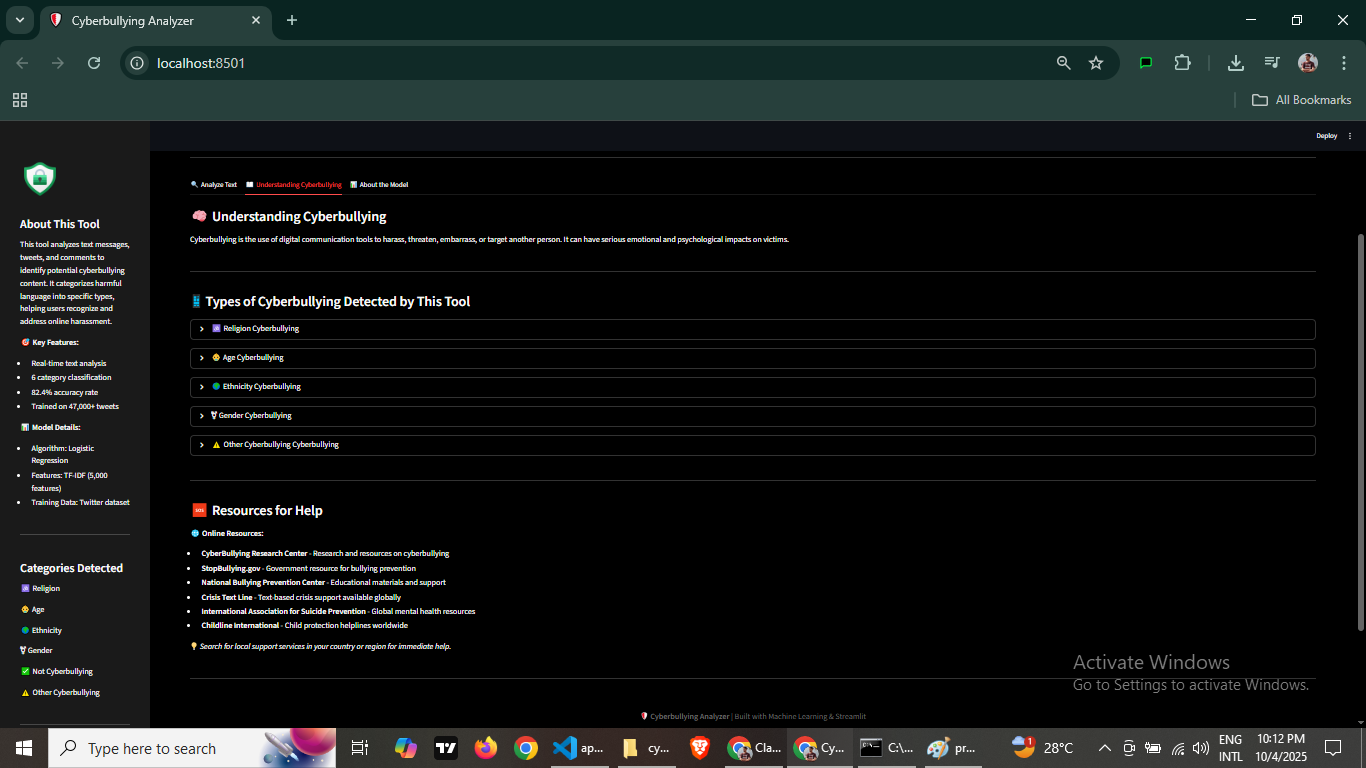 Cyberbullying Analyzer
localhost:8501
All Bookmarks
Deploy
About This Tool
This tool analyzes text messages,
tweets, and comments to
identify potential cyberbullying
content. It categorizes harmful
language into specific types,
helping users recognize and
address online harassment.
Key Features:
Real-time text analysis
6 category classification
82.4% accuracy rate
Trained on 47,000+ tweets
Model Details:
Algorithm: Logistic
Regression
Features: TF-IDF (5,000
features)
Training Data: Twitter dataset
Categories Detected
Religion
Age
Ethnicity
Gender
Not Cyberbullying
Other Cyberbullying
Analyze Text Understanding Cyberbullying About the Model
Understanding Cyberbullying
Cyberbullying is the use of digital communication tools to harass, threaten, embarrass, or target another person. It can have serious emotional and psychological impacts on victims.
Types of Cyberbullying Detected by This Tool
Religion Cyberbullying
Age Cyberbullying
Ethnicity Cyberbullying
Gender Cyberbullying
Other Cyberbullying Cyberbullying
SOS Resources for Help
Online Resources:
CyberBullying Research Center - Research and resources on cyberbullying
StopBullying.gov - Government resource for bullying prevention
National Bullying Prevention Center - Educational materials and support
Crisis Text Line - Text-based crisis support available globally
International Association for Suicide Prevention - Global mental health resources
Childline International - Child protection helplines worldwide
Search for local support services in your country or region for immediate help.
Activate Windows
Go to Settings to activate Windows.
Cyberbullying Analyzer | Built with Machine Learning & Streamlit
Type here to search
ap...
cy...
Cla...
Cy...
C:\...
pr...
1
28°C
ENG
INTL
10:12 PM
10/4/2025